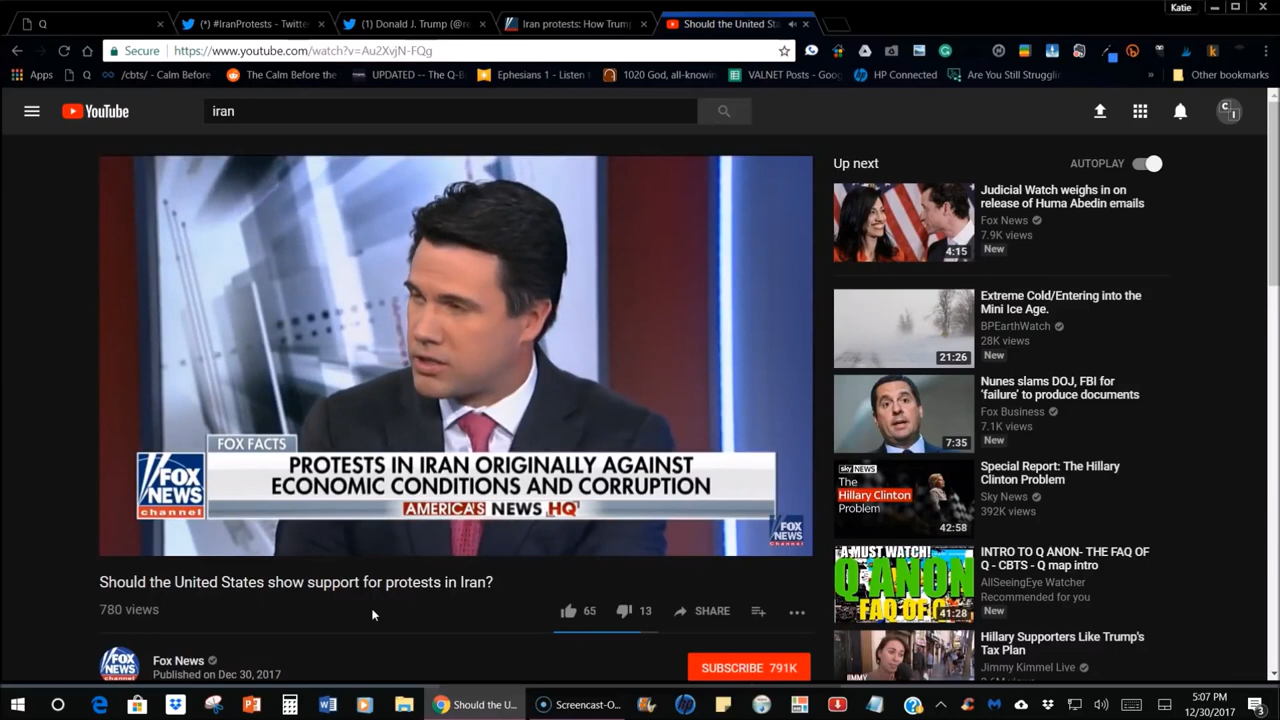 Katie
Q
(*) #IranProtests - Twitte
(1) Donald J. Trump (@re
Iran protests: How Trum
Should the United Sta
Secure
https://www.youtube.com/watch?v=Au2XvjN-FQg
Apps
Q
/cbts/ - Calm Before
The Calm Before the
UPDATED -- The Q-B
Ephesians 1 - Listen
1020 God, all-knowin
VALNET Posts - Goog
HP Connected
Are You Still Strugglin
»
Other bookmarks
YouTube
iran
C I
FOX FACTS
PROTESTS IN IRAN ORIGINALLY AGAINST
ECONOMIC CONDITIONS AND CORRUPTION
AMERICA'S NEWS HQ
FOX
NEWS
channel
FOX
NEWS
channel
Should the United States show support for protests in Iran?
780 views
65
13
SHARE
Fox News
Published on Dec 30, 2017
SUBSCRIBE 791K
Up next
AUTOPLAY
Judicial Watch weighs in on
release of Huma Abedin emails
Fox News
7.9K views
New
4:15
Extreme Cold/Entering into the
Mini Ice Age.
BPEarthWatch
28K views
New
21:26
Nunes slams DOJ, FBI for
'failure' to produce documents
Fox Business
7.1K views
New
7:35
sky NEWS
The
Hillary Clinton
Problem
42:58
Special Report: The Hillary
Clinton Problem
Sky News
392K views
A MUST WATCH!
Q ANON
FAQ OF Q
41:28
INTRO TO Q ANON- THE FAQ OF
Q - CBTS - Q map intro
AllSeeingEye Watcher
Recommended for you
New
Hillary Supporters Like Trump's
Tax Plan
Jimmy Kimmel Live
Should the U...
Screencast-O...
5:07 PM
12/30/2017
3